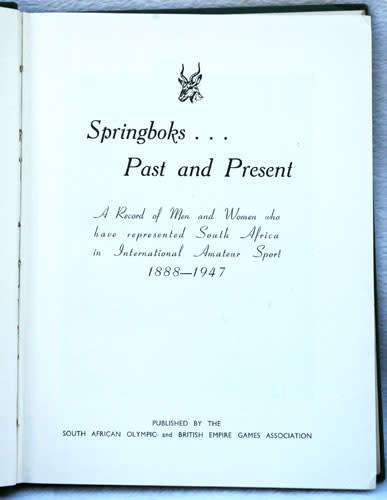 Springboks . . .
Past and Present
A Record of Men and Women who
have represented South Africa
in International Amateur Sport
1888—1947
PUBLISHED BY THE
SOUTH AFRICAN OLYMPIC and BRITISH EMPIRE GAMES ASSOCIATION